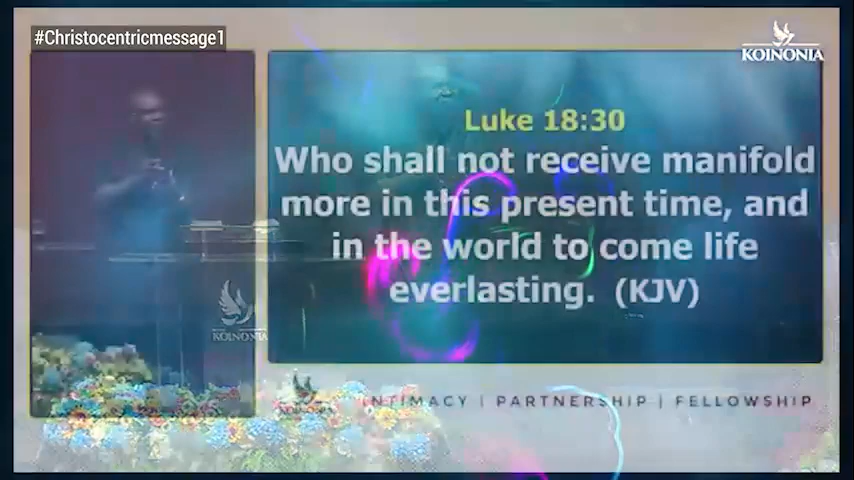 #Christocentricmessage1
KOINONIA
Luke 18:30
Who shall not receive manifold
more in this present time, and
in the world to come life
everlasting. (KJV)
KOINONIA
INTIMACY | PARTNERSHIP | FELLOWSHIP